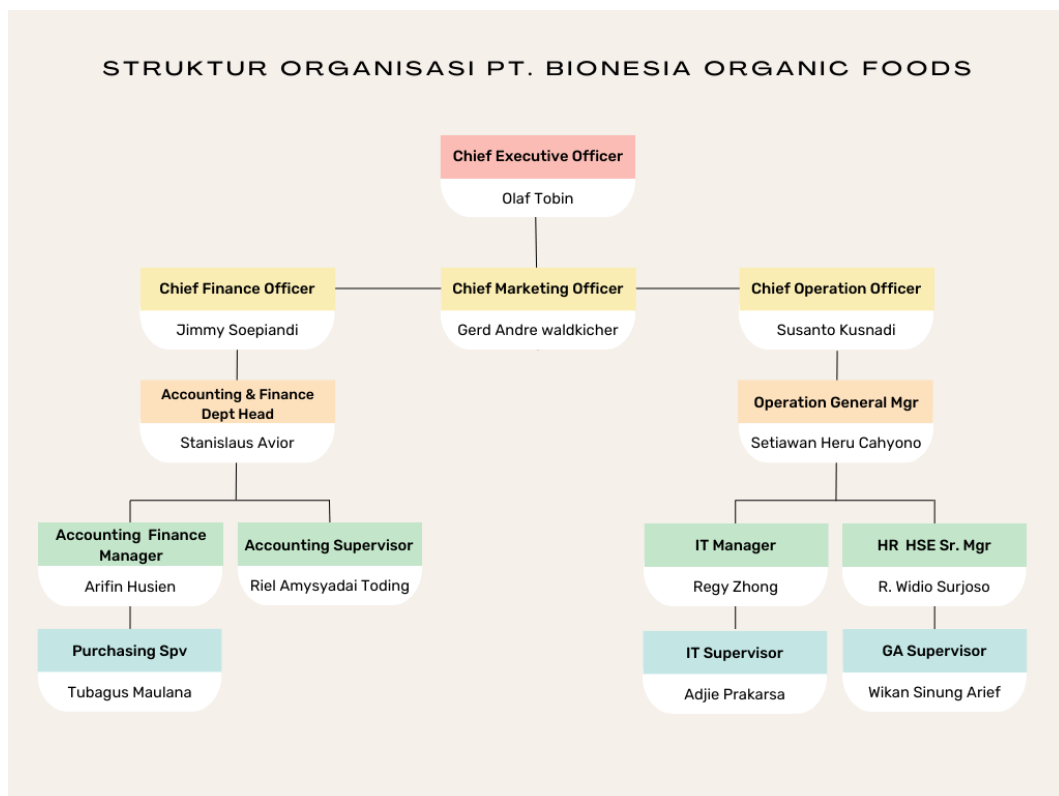 STRUKTUR ORGANISASI PT. BIONESIA ORGANIC FOODS
Chief Executive Officer
Olaf Tobin
Chief Finance Officer
Jimmy Soepiandi
Chief Marketing Officer
Gerd Andre waldkicher
Chief Operation Officer
Susanto Kusnadi
Accounting & Finance
Dept Head
Stanislaus Avior
Operation General Mgr
Setiawan Heru Cahyono
Accounting Finance
Manager
Arifin Husien
Accounting Supervisor
Riel Amysyadai Toding
IT Manager
Regy Zhong
HR HSE Sr. Mgr
R. Widio Surjoso
Purchasing Spv
Tubagus Maulana
IT Supervisor
Adjie Prakarsa
GA Supervisor
Wikan Sinung Arief